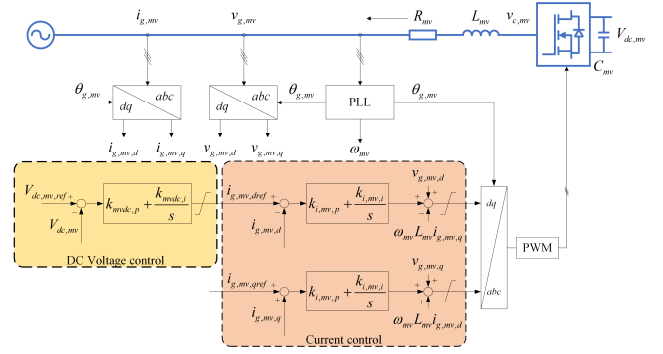 i_{g,mv} v_{g,mv} R_{mv} L_{mv} v_{c,mv} V_{dc,mv}
C_{mv}
θ_{g,mv} dq abc dq abc θ_{g,mv} PLL θ_{g,mv}
i_{g,mv,d} i_{g,mv,q} v_{g,mv,d} v_{g,mv,q} ω_{mv}
V_{dc,mv,ref} + - V_{dc,mv} k_{mvdc,p} + k_{mvdc,i} / s
DC Voltage control
i_{g,mv,dref} + - i_{g,mv,d} k_{i,mv,p} + k_{i,mv,i} / s v_{g,mv,d} + + - ω_{mv} L_{mv} i_{g,mv,q}
i_{g,mv,qref} + + i_{g,mv,q} k_{i,mv,p} + k_{i,mv,i} / s v_{g,mv,q} + + ω_{mv} L_{mv} i_{g,mv,d}
Current control
dq abc
PWM